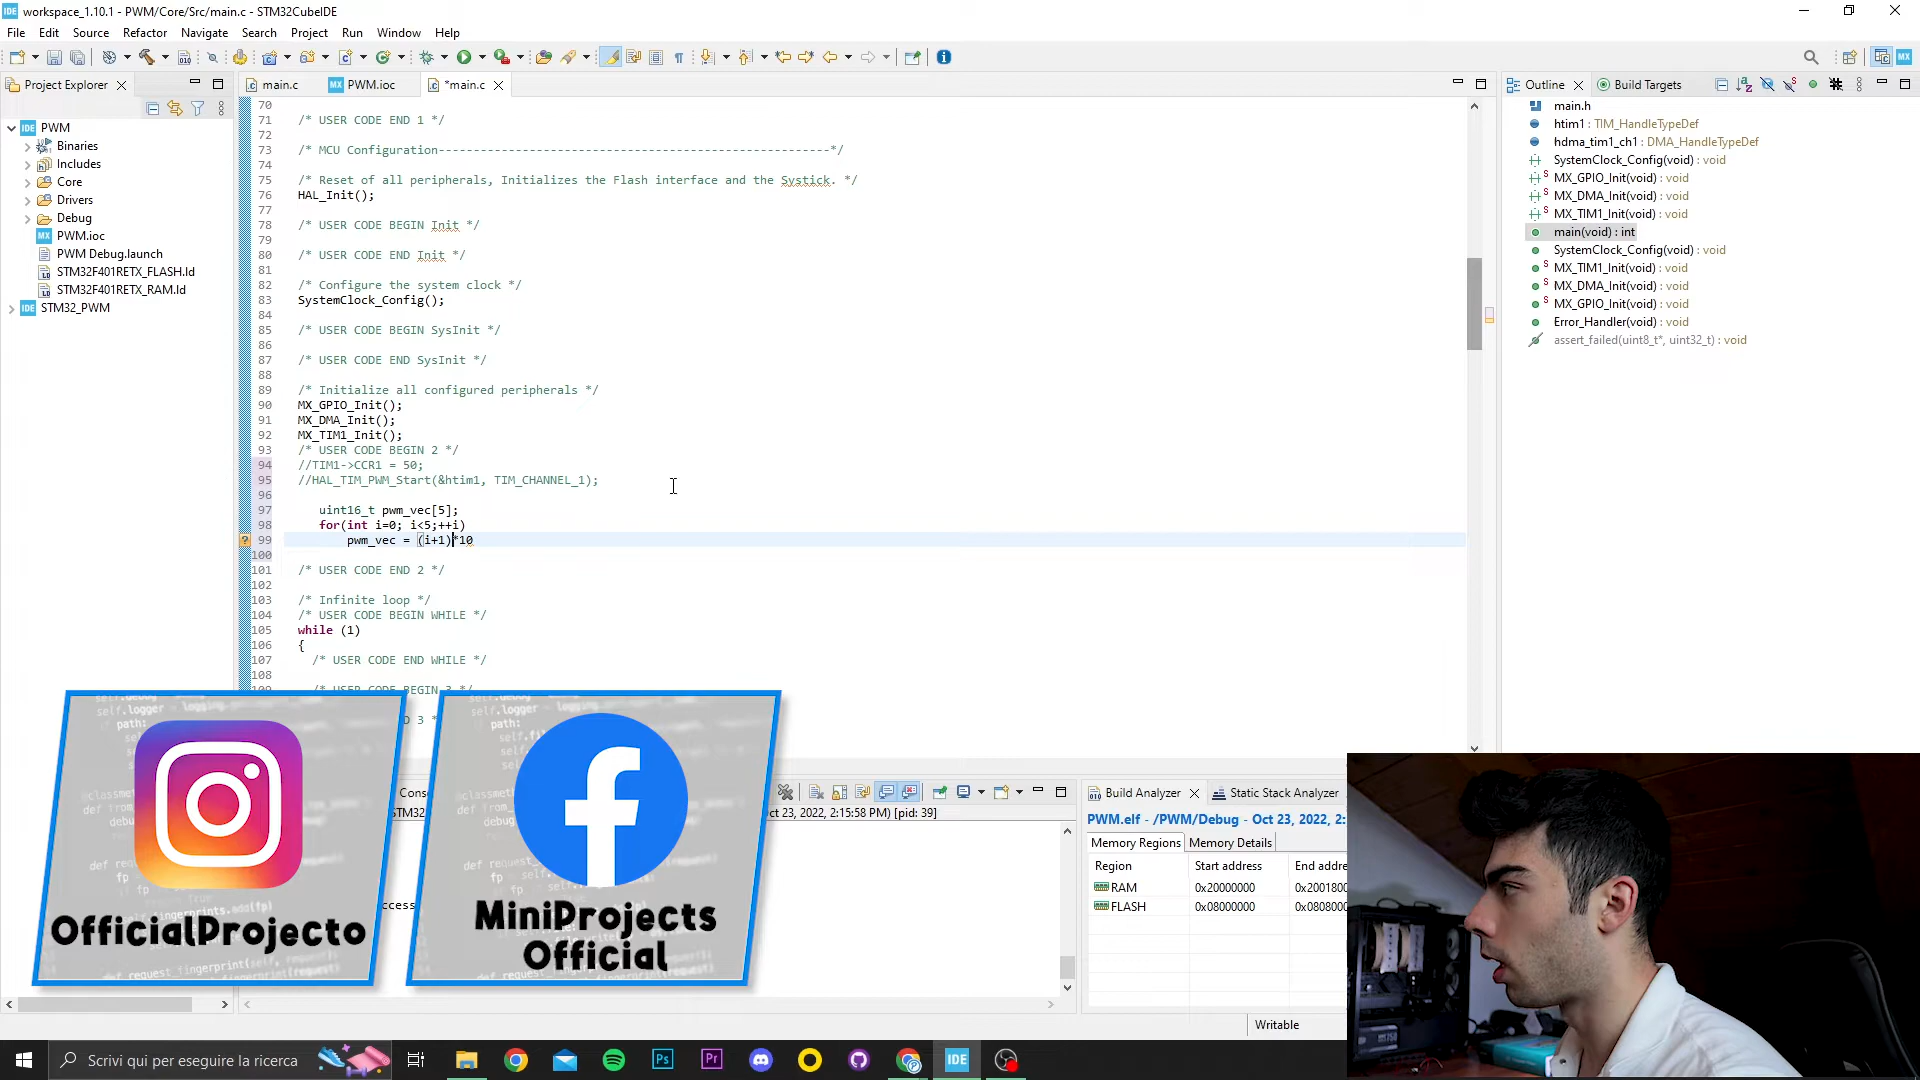 workspace_1.10.1 - PWM/Core/Src/main.c - STM32CubeIDE
File Edit Source Refactor Navigate Search Project Run Window Help
Project Explorer
PWM
Binaries
Includes
Core
Drivers
Debug
PWM.ioc
PWM Debug.launch
STM32F401RETX_FLASH.ld
STM32F401RETX_RAM.ld
STM32_PWM
main.c
PWM.ioc
*main.c
70
71 /* USER CODE END 1 */
72
73 /* MCU Configuration--------------------------------------------------------*/
74
75 /* Reset of all peripherals, Initializes the Flash interface and the Systick. */
76 HAL_Init();
77
78 /* USER CODE BEGIN Init */
79
80 /* USER CODE END Init */
81
82 /* Configure the system clock */
83 SystemClock_Config();
84
85 /* USER CODE BEGIN SysInit */
86
87 /* USER CODE END SysInit */
88
89 /* Initialize all configured peripherals */
90 MX_GPIO_Init();
91 MX_DMA_Init();
92 MX_TIM1_Init();
93 /* USER CODE BEGIN 2 */
94 //TIM1->CCR1 = 50;
95 //HAL_TIM_PWM_Start(&htim1, TIM_CHANNEL_1);
96
97 uint16_t pwm_vec[5];
98 for(int i=0; i<5;++i)
99 pwm_vec = (i+1)*10
100
101 /* USER CODE END 2 */
102
103 /* Infinite loop */
104 /* USER CODE BEGIN WHILE */
105 while (1)
106 {
107 /* USER CODE END WHILE */
108
Outline
Build Targets
main.h
htim1 : TIM_HandleTypeDef
hdma_tim1_ch1 : DMA_HandleTypeDef
SystemClock_Config(void) : void
MX_GPIO_Init(void) : void
MX_DMA_Init(void) : void
MX_TIM1_Init(void) : void
main(void) : int
SystemClock_Config(void) : void
MX_TIM1_Init(void) : void
MX_DMA_Init(void) : void
MX_GPIO_Init(void) : void
Error_Handler(void) : void
assert_failed(uint8_t*, uint32_t) : void
OfficialProjecto
MiniProjects
Official
ct 23, 2022, 2:15:58 PM) [pid: 39]
Build Analyzer
Static Stack Analyzer
PWM.elf - /PWM/Debug - Oct 23, 2022, 2:
Memory Regions Memory Details
Region Start address End addre
RAM 0x20000000 0x2001800
FLASH 0x08000000 0x0808000
Writable
Scrivi qui per eseguire la ricerca
Ps
Pr
IDE